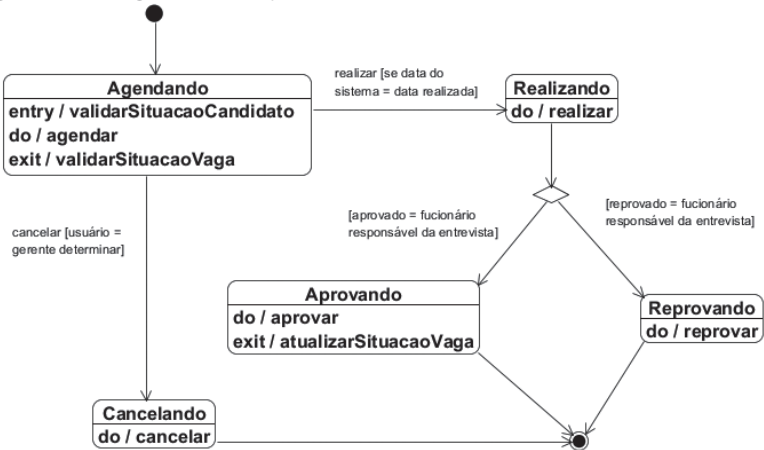 Agendando
entry / validarSituacaoCandidato
do / agendar
exit / validarSituacaoVaga
realizar [se data do
sistema = data realizada]
Realizando
do / realizar
cancelar [usuário =
gerente determinar]
[aprovado = fucionário
responsável da entrevista]
[reprovado = fucionário
responsável da entrevista]
Aprovando
do / aprovar
exit / atualizarSituacaoVaga
Reprovando
do / reprovar
Cancelando
do / cancelar